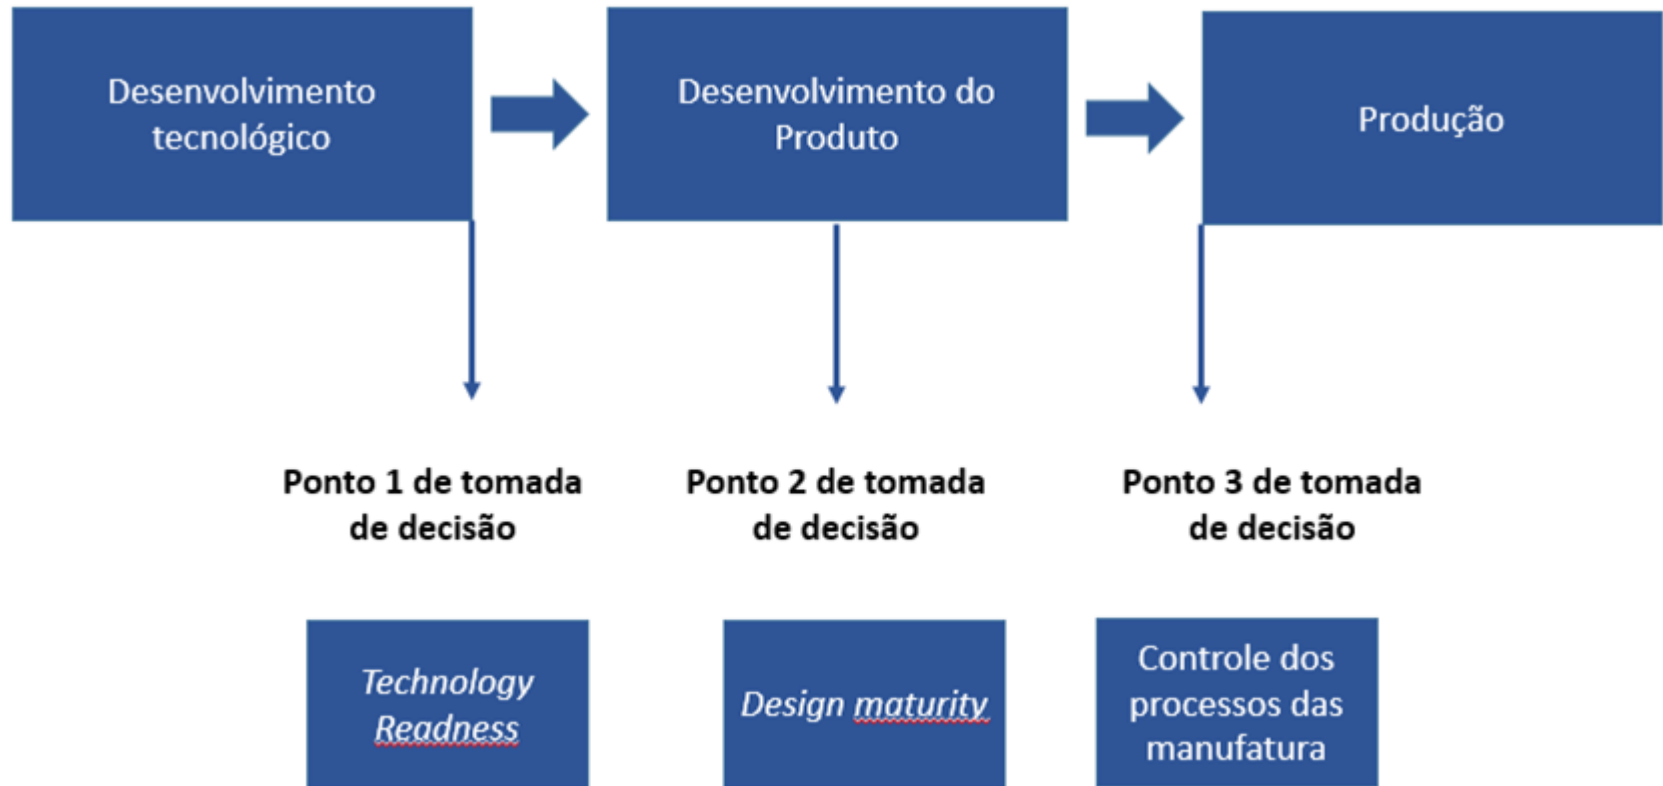 Desenvolvimento
tecnológico
Desenvolvimento do
Produto
Produção
Ponto 1 de tomada
de decisão
Ponto 2 de tomada
de decisão
Ponto 3 de tomada
de decisão
Technology
Readness
Design maturity
Controle dos
processos das
manufatura